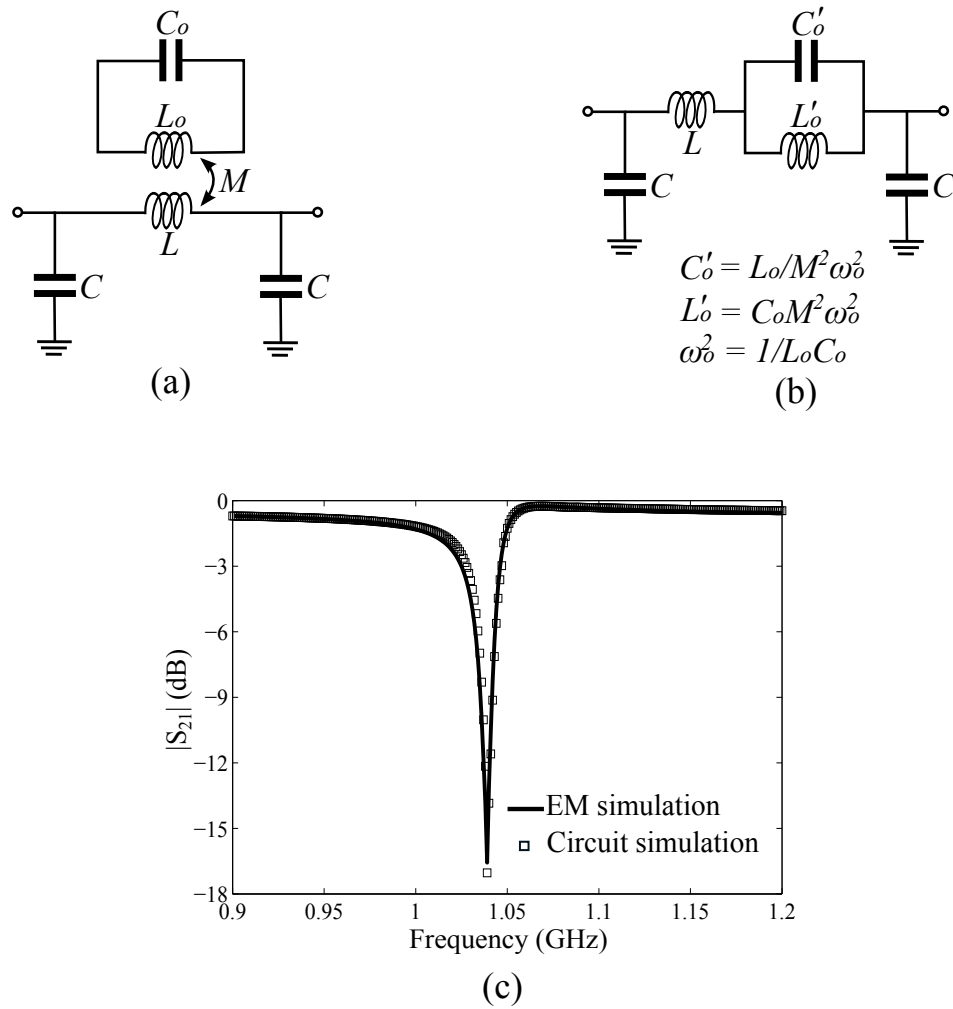 Co
Lo
M
L
C
C
(a)
C′o
L′o
L
C
C
C′o = Lo/M²ω²o
L′o = CoM²ω²o
ω²o = 1/LoCo
(b)
|S21| (dB)
0
−3
−6
−9
−12
−15
−18
EM simulation
Circuit simulation
0.9 0.95 1 1.05 1.1 1.15 1.2
Frequency (GHz)
(c)